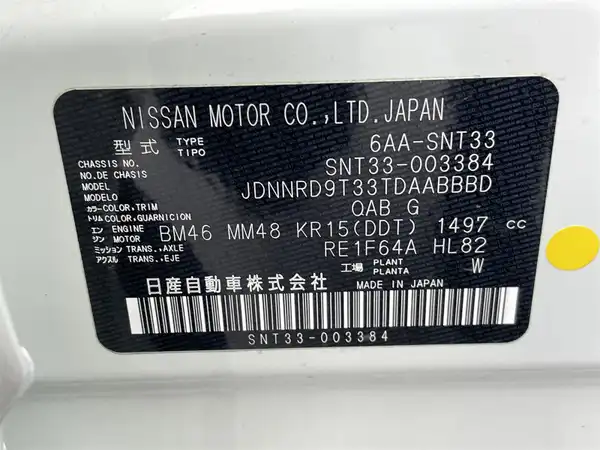 NISSAN MOTOR CO.,LTD.JAPAN
型式 TYPE TIPO 6AA-SNT33
CHASSIS NO. NO.DE CHASIS SNT33-003384
MODEL MODELO JDNNRD9T33TDAABBBD
カラー COLOR,TRIM トリム COLOR,GUARNICION QAB G
エンジン ENGINE MOTOR BM46 MM48 KR15(DDT) 1497 cc
ミッション TRANS.,AXLE アクスル TRANS.,EJE RE1F64A HL82
工場 PLANT PLANTA W
日産自動車株式会社 MADE IN JAPAN
SNT33-003384